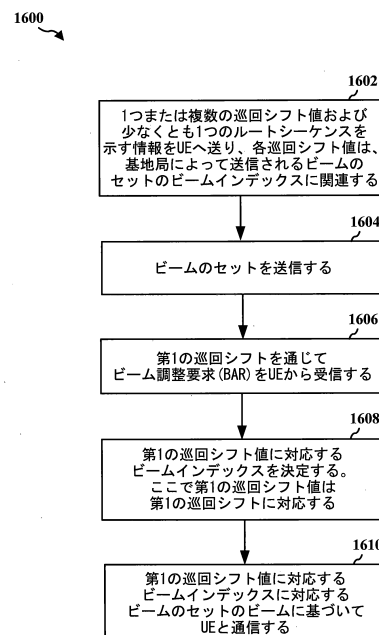 1600
1602
1つまたは複数の巡回シフト値および
少なくとも1つのルートシーケンスを
示す情報をUEへ送り、各巡回シフト値は、
基地局によって送信されるビームの
セットのビームインデックスに関連する
1604
ビームのセットを送信する
1606
第1の巡回シフトを通じて
ビーム調整要求(BAR)をUEから受信する
1608
第1の巡回シフト値に対応する
ビームインデックスを決定する。
ここで第1の巡回シフト値は
第1の巡回シフトに対応する
1610
第1の巡回シフト値に対応する
ビームインデックスに対応する
ビームのセットのビームに基づいて
UEと通信する